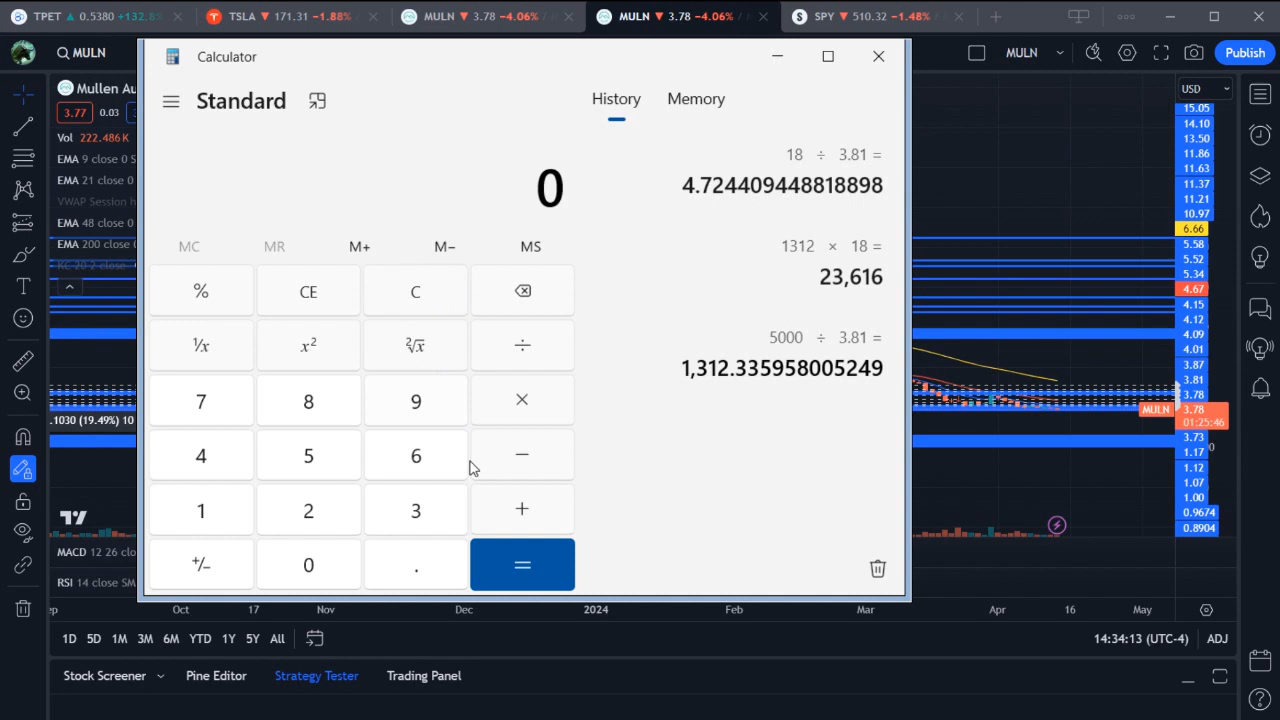 TPET 0.5380 +132.8
TSLA 171.31 −1.88%
MULN 3.78 −4.06%
MULN 3.78 −4.06%
SPY 510.32 −1.48%
MULN
Calculator
MULN
Publish
Mullen Au
Standard
History
Memory
USD
3.77
0.03
Vol 222.486K
EMA 9 close 0 S
EMA 21 close 0
VWAP Session h
EMA 48 close 0
EMA 200 close 0
KC 20 2 close 0
18 ÷ 3.81 =
4.724409448818898
0
1312 × 18 =
23,616
5000 ÷ 3.81 =
1,312.335958005249
MC
MR
M+
M−
MS
%
CE
C
⌫
¹/x
x²
²√x
÷
7
8
9
×
4
5
6
−
1
2
3
+
+/−
0
.
=
.1030 (19.49%) 10
15.05
14.10
13.50
11.86
11.63
11.37
11.21
10.97
6.66
5.58
5.52
5.34
4.67
4.15
4.12
4.09
4.01
3.87
3.81
3.78
MULN 3.78
01:25:46
3.73
1.17
1.12
1.07
1.00
0.9674
0.8904
MACD 12 26 clo
RSI 14 close SM
ep
Oct
17
Nov
Dec
2024
Feb
Mar
Apr
16
May
1D 5D 1M 3M 6M YTD 1Y 5Y All
14:34:13 (UTC-4)
ADJ
Stock Screener
Pine Editor
Strategy Tester
Trading Panel